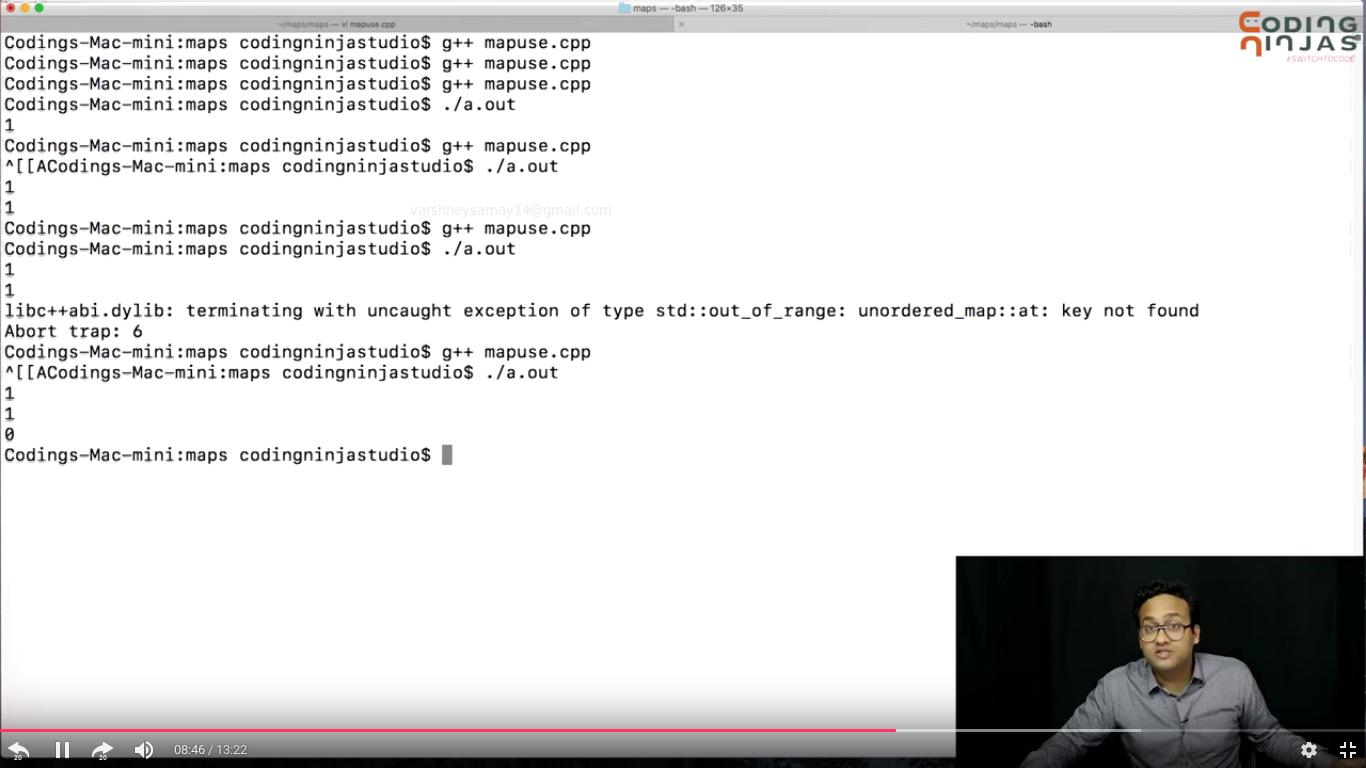 maps — -bash — 126×35
~/maps/maps — vi mapuse.cpp
~/maps/maps — -bash
CODING
NINJAS
#SWITCHTOCODE
Codings-Mac-mini:maps codingninjastudio$ g++ mapuse.cpp
Codings-Mac-mini:maps codingninjastudio$ g++ mapuse.cpp
Codings-Mac-mini:maps codingninjastudio$ g++ mapuse.cpp
Codings-Mac-mini:maps codingninjastudio$ ./a.out
1
Codings-Mac-mini:maps codingninjastudio$ g++ mapuse.cpp
^[[ACodings-Mac-mini:maps codingninjastudio$ ./a.out
1
1
varshneysamay14@gmail.com
Codings-Mac-mini:maps codingninjastudio$ g++ mapuse.cpp
Codings-Mac-mini:maps codingninjastudio$ ./a.out
1
1
libc++abi.dylib: terminating with uncaught exception of type std::out_of_range: unordered_map::at: key not found
Abort trap: 6
Codings-Mac-mini:maps codingninjastudio$ g++ mapuse.cpp
^[[ACodings-Mac-mini:maps codingninjastudio$ ./a.out
1
1
0
Codings-Mac-mini:maps codingninjastudio$
20
20
08:46 / 13:22